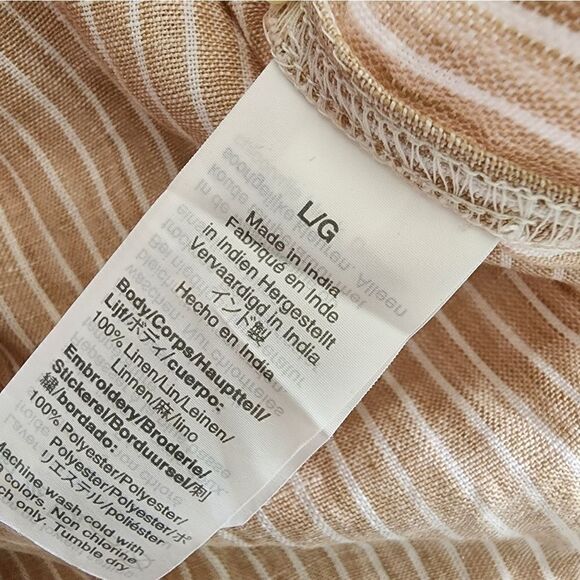 L/G
Made in India
Fabriqué en Inde
in Indien Hergestellt
Vervaardigd in India
インド製
Hecho en India
Body/Corps/Hauptteil/
Lijf/ボディ/cuerpo:
100% Linen/Lin/Leinen/
Linnen/麻/lino
Embroidery/Broderie/
Stickerei/Borduursel/刺
繍/bordado:
100% Polyester/Polyester/
Polyester/Polyester/ポ
リエステル/poliéster
Machine wash cold with
colors. Non chlorine
only. Tumble dry